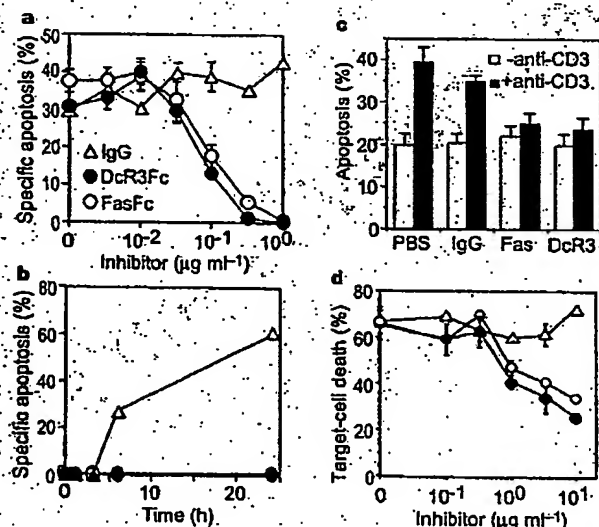 a
Specific apoptosis (%)
50
40
30
20
10
0
IgG
DcR3Fc
FasFc
0 10-2 10-1 100
Inhibitor (µg ml–1)
b
Specific apoptosis (%)
80
60
40
20
0
0 10 20
Time (h)
c
Apoptosis (%)
40
30
20
10
0
-anti-CD3
+anti-CD3
PBS IgG Fas DcR3
d
Target-cell death (%)
80
60
40
20
0
0 10-1 100 101
Inhibitor (µg ml–1)